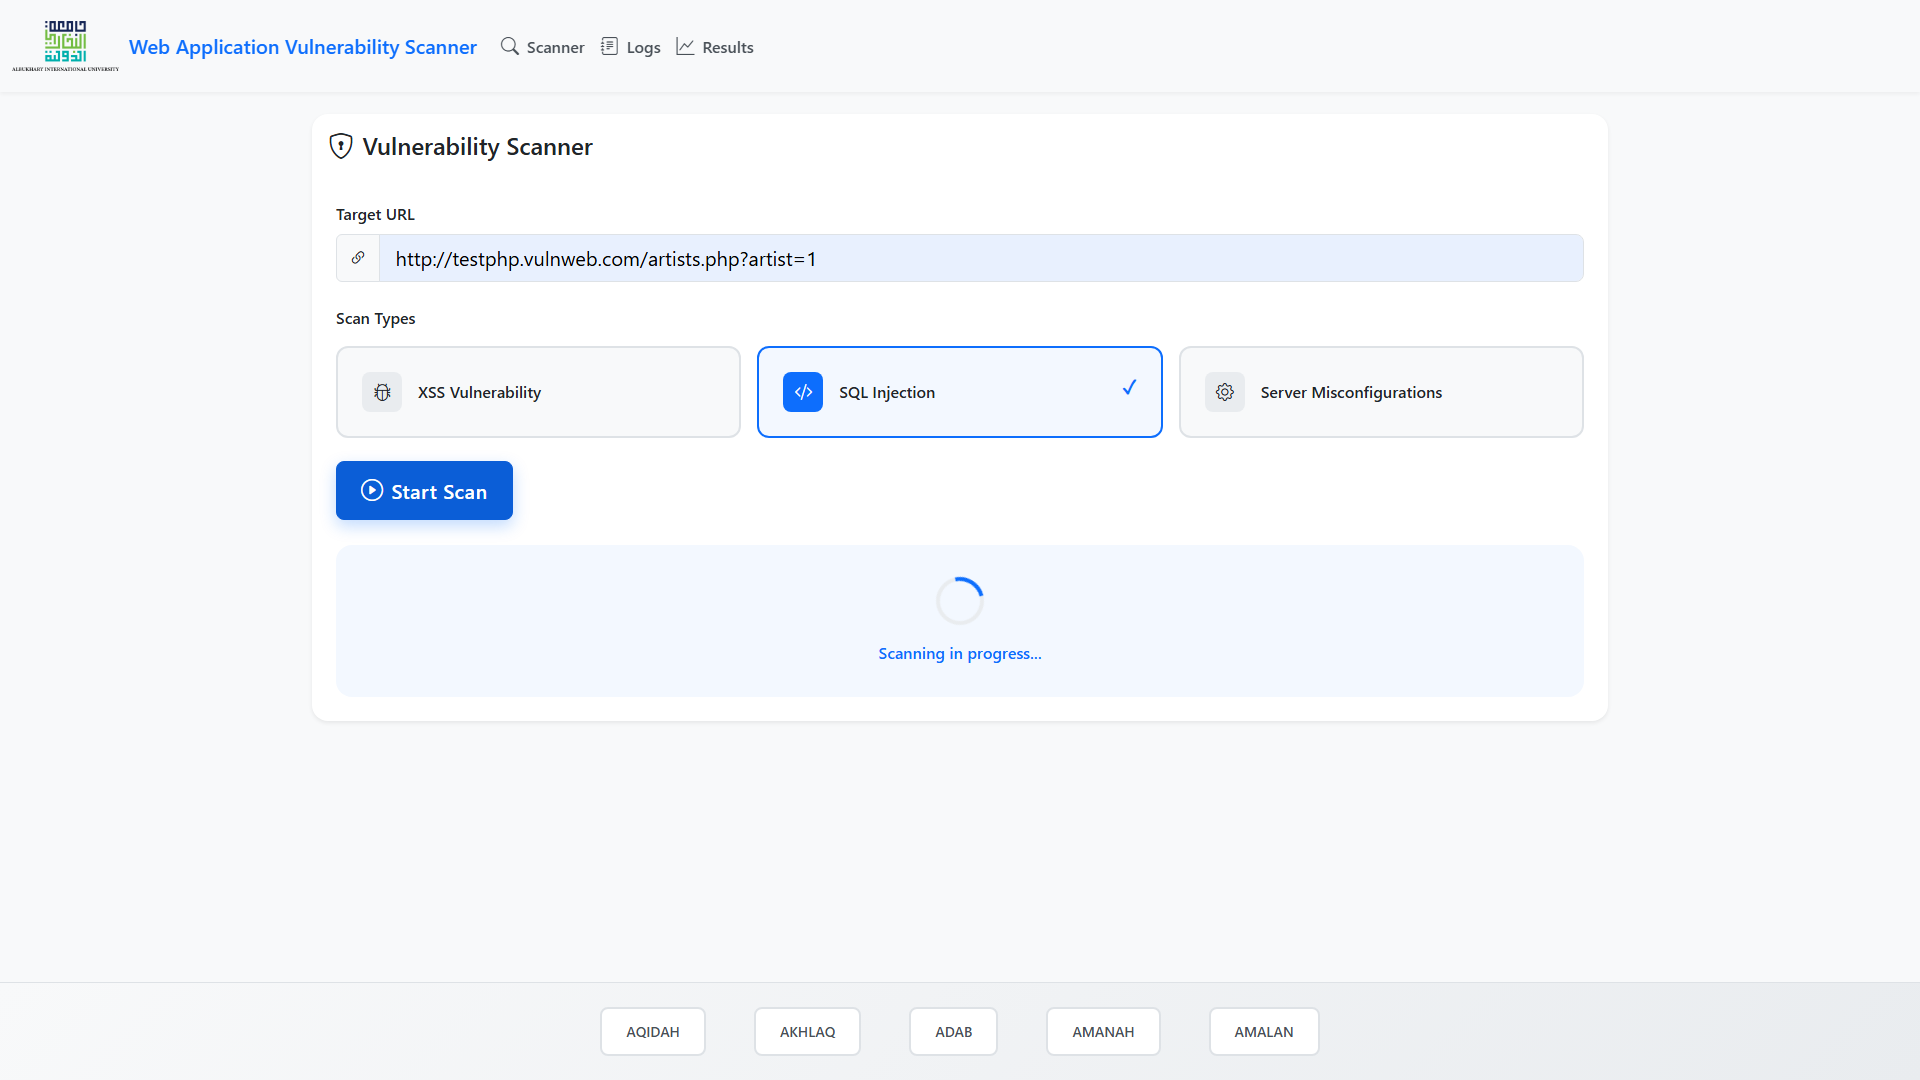 جامعة
البخاري
الدولية
ALBUKHARY INTERNATIONAL UNIVERSITY
Web Application Vulnerability Scanner
Scanner
Logs
Results
Vulnerability Scanner
Target URL
http://testphp.vulnweb.com/artists.php?artist=1
Scan Types
XSS Vulnerability
SQL Injection
Server Misconfigurations
Start Scan
Scanning in progress...
AQIDAH
AKHLAQ
ADAB
AMANAH
AMALAN